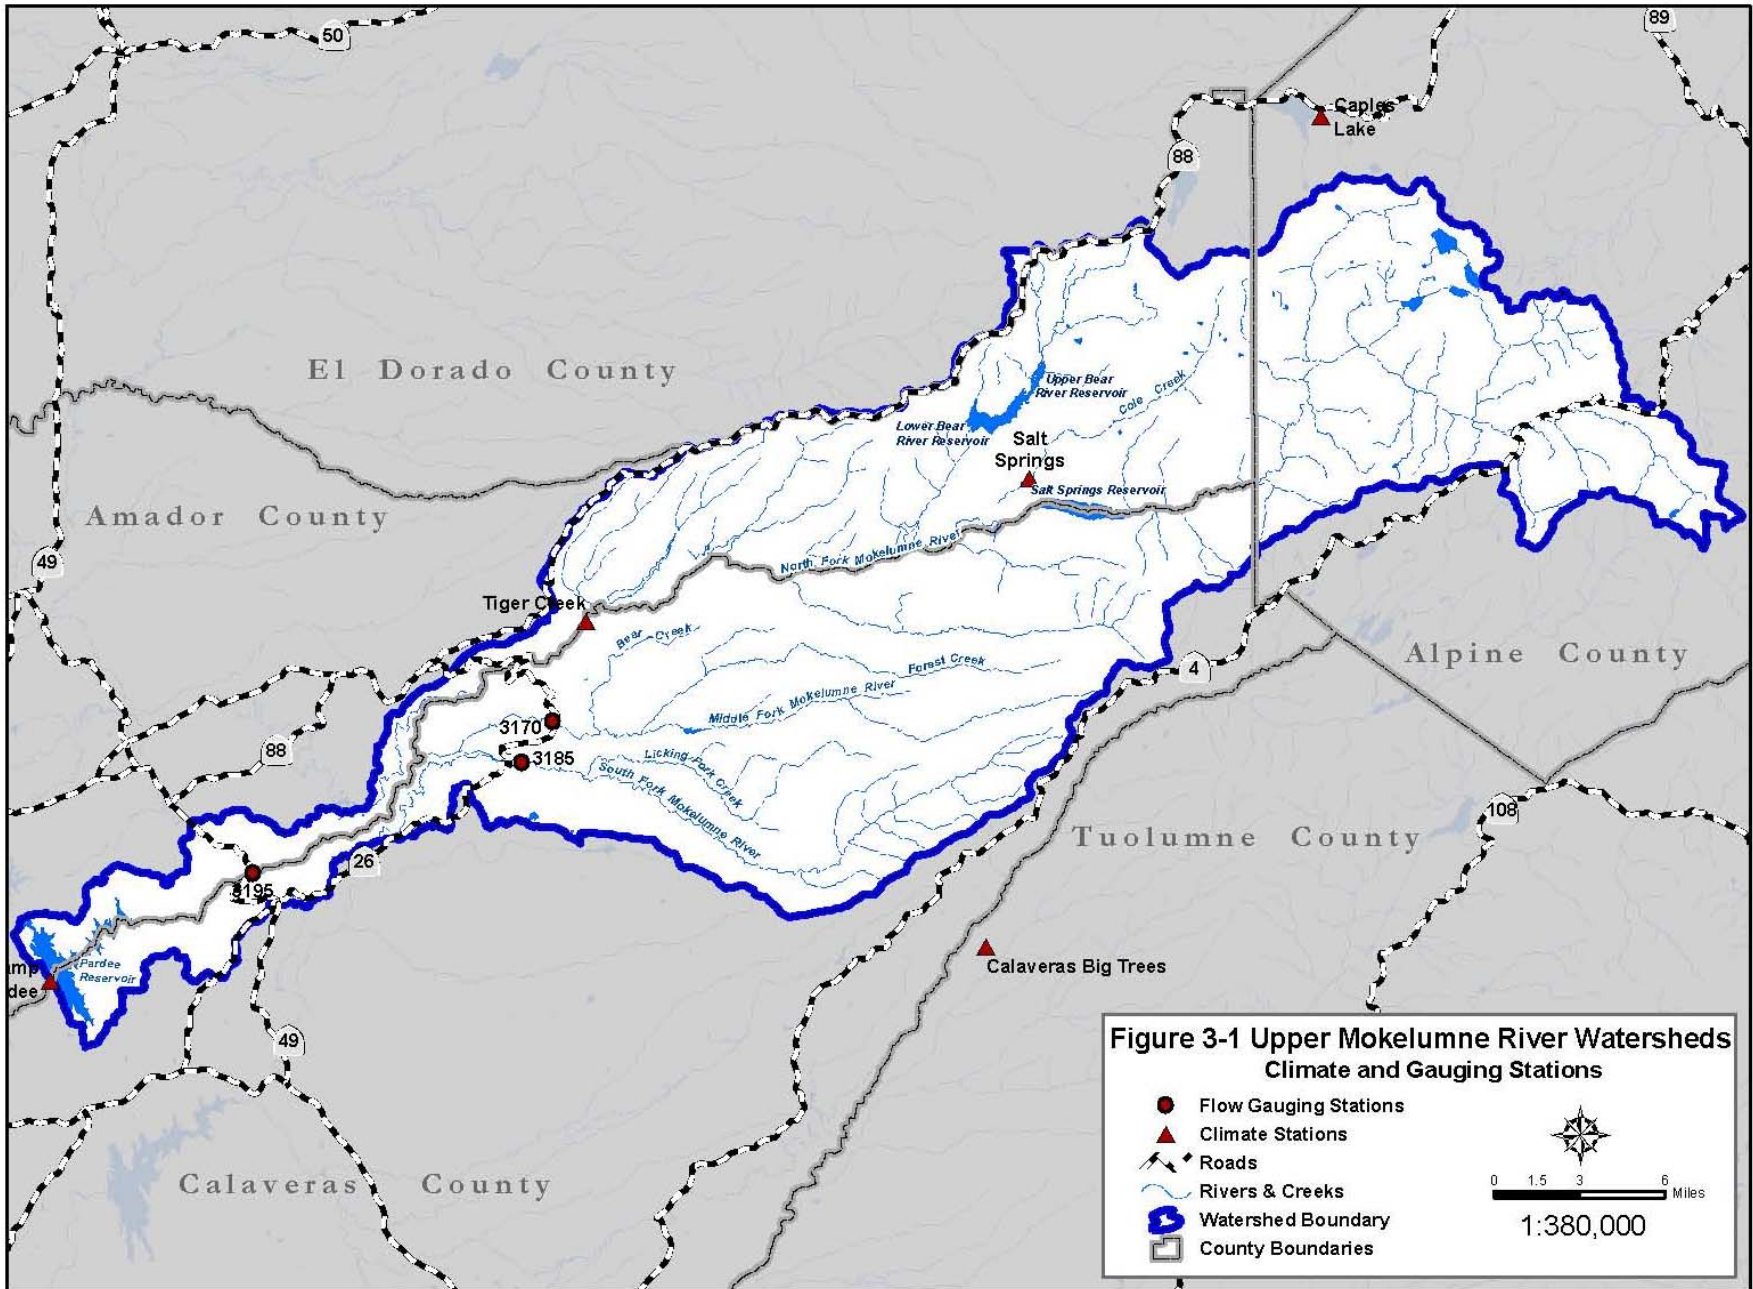 50
89
Caples
Lake
88
El Dorado County
Upper Bear
River Reservoir
Cole Creek
Lower Bear
River Reservoir
Salt
Springs
Salt Springs Reservoir
Amador County
North Fork Mokelumne River
49
Tiger Creek
Bear Creek
Forest Creek
Alpine County
4
Middle Fork Mokelumne River
3170
3185
Licking Fork Creek
South Fork Mokelumne River
88
108
Tuolumne County
26
3195
Pardee
Reservoir
amp
dee
Calaveras Big Trees
49
Calaveras County
Figure 3-1 Upper Mokelumne River Watersheds
Climate and Gauging Stations
Flow Gauging Stations
Climate Stations
Roads
Rivers & Creeks
Watershed Boundary
County Boundaries
0 1.5 3 6
Miles
1:380,000